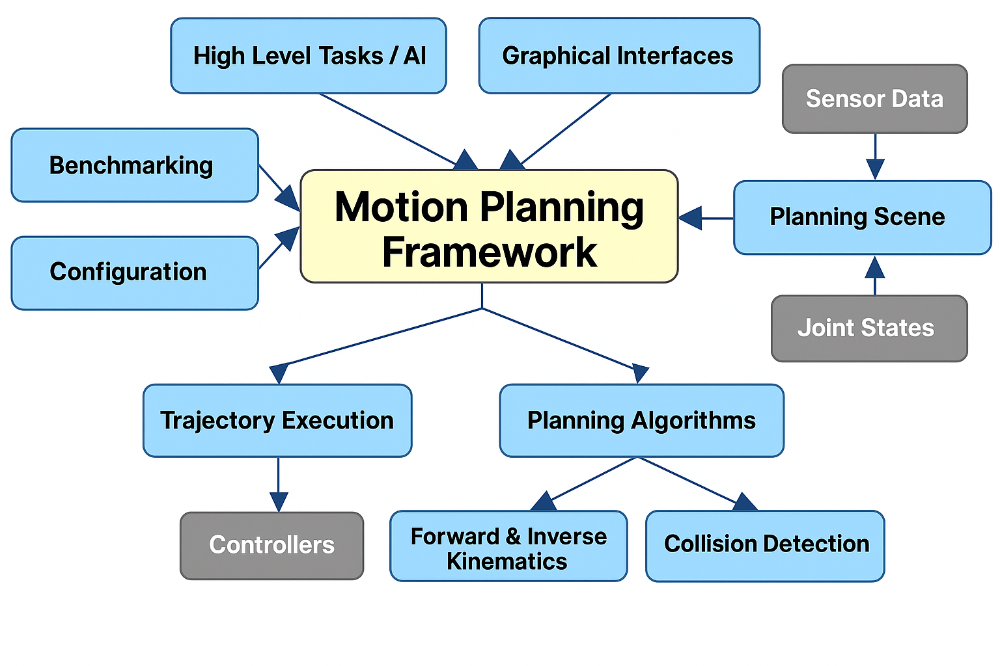 High Level Tasks / AI
Graphical Interfaces
Sensor Data
Benchmarking
Motion Planning
Framework
Planning Scene
Configuration
Joint States
Trajectory Execution
Planning Algorithms
Controllers
Forward & Inverse
Kinematics
Collision Detection